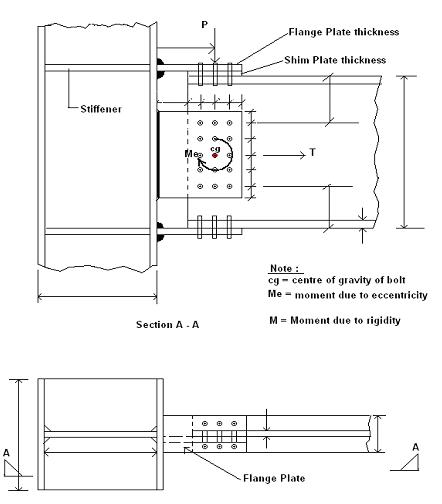 P
Flange Plate thickness
Shim Plate thickness
Stiffener
cg
Me
T
Note :
cg = centre of gravity of bolt
Me = moment due to eccentricity
M = Moment due to rigidity
Section A - A
A
A
Flange Plate